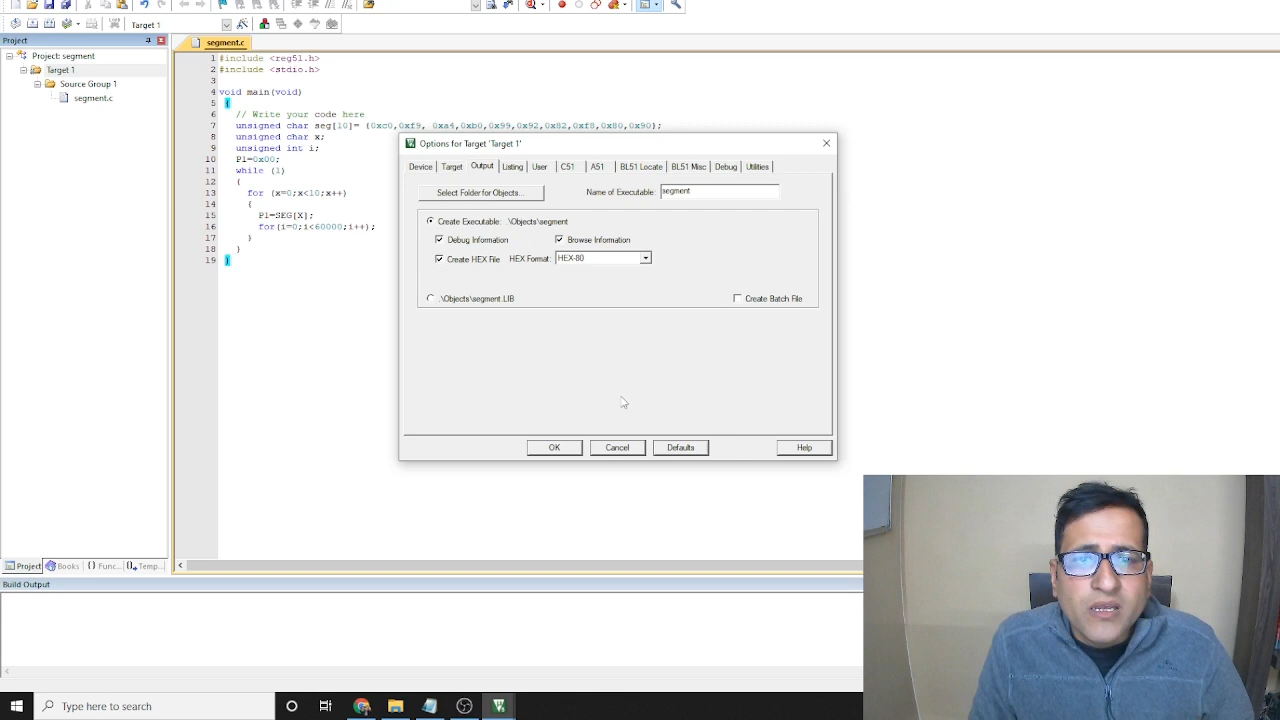 Target 1
Project
segment.c
Project: segment
Target 1
Source Group 1
segment.c
1 #include <reg51.h>
2 #include <stdio.h>
3
4 void main(void)
5 {
6 // Write your code here
7 unsigned char seg[10]= {0xc0,0xf9, 0xa4,0xb0,0x99,0x92,0x82,0xf8,0x80,0x90};
8 unsigned char x;
9 unsigned int i;
10 P1=0x00;
11 while (1)
12 {
13 for (x=0;x<10;x++)
14 {
15 P1=SEG[X];
16 for(i=0;i<60000;i++);
17 }
18 }
19 }
Options for Target 'Target 1'
Device Target Output Listing User C51 A51 BL51 Locate BL51 Misc Debug Utilities
Select Folder for Objects... Name of Executable: segment
Create Executable: .\Objects\segment
Debug Information Browse Information
Create HEX File HEX Format: HEX-80
.\Objects\segment.LIB Create Batch File
OK Cancel Defaults Help
Project Books {} Func... Temp...
Build Output
Type here to search